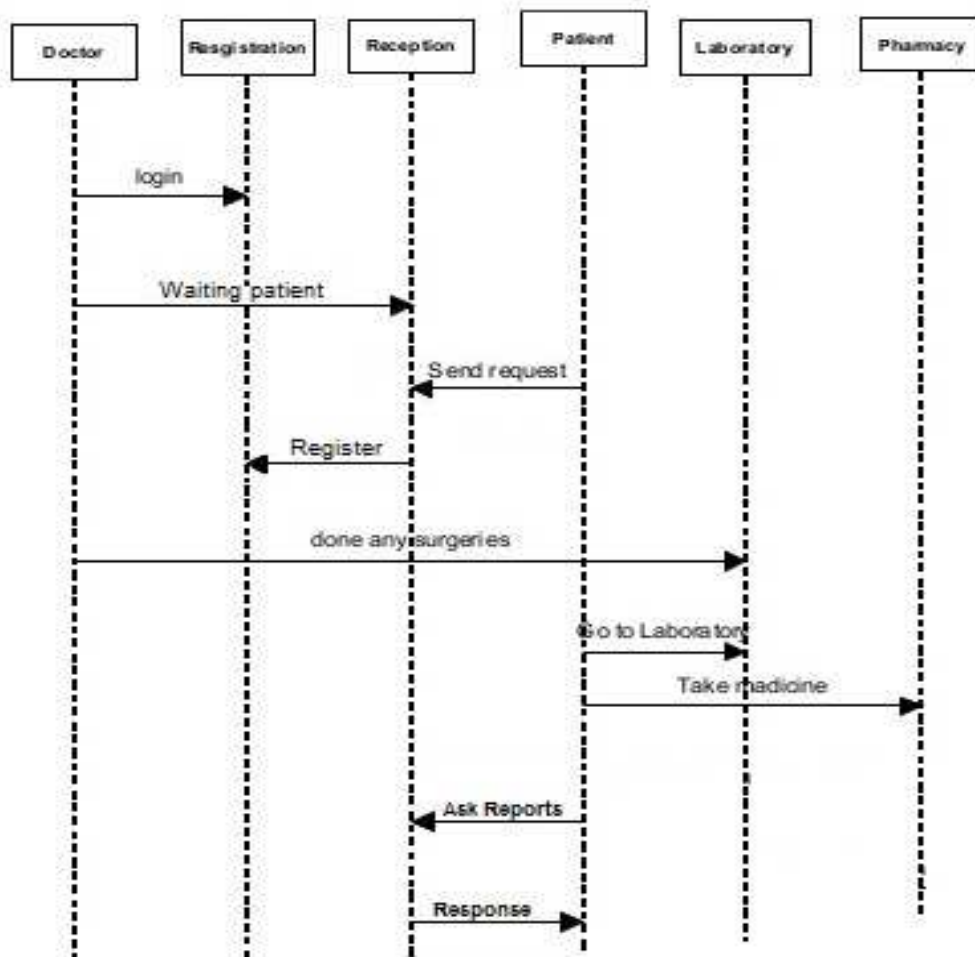 Doctor
Resgistration
Reception
Patient
Laboratory
Pharmacy
login
Waiting patient
Send request
Register
done any surgeries
Go to Laboratory
Take madicine
Ask Reports
Response